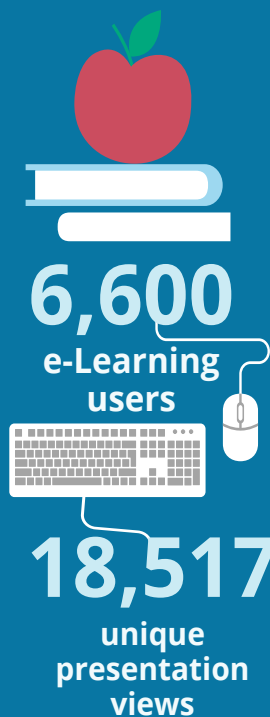 6,600
e-Learning
users
18,517
unique
presentation
views